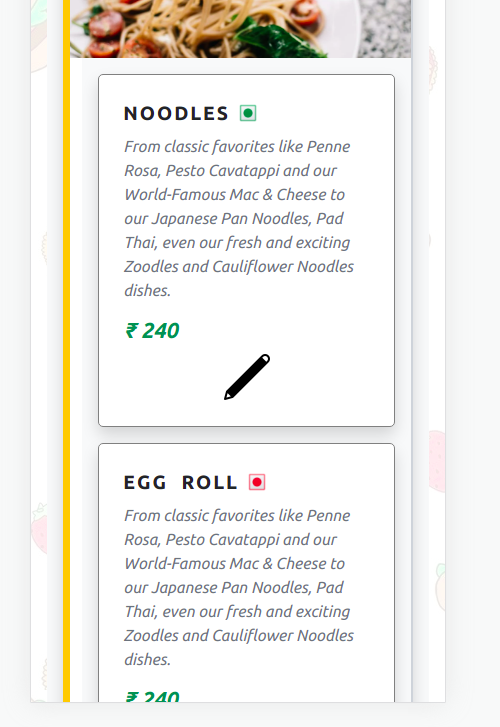 NOODLES
From classic favorites like Penne
Rosa, Pesto Cavatappi and our
World-Famous Mac & Cheese to
our Japanese Pan Noodles, Pad
Thai, even our fresh and exciting
Zoodles and Cauliflower Noodles
dishes.
₹ 240
EGG ROLL
From classic favorites like Penne
Rosa, Pesto Cavatappi and our
World-Famous Mac & Cheese to
our Japanese Pan Noodles, Pad
Thai, even our fresh and exciting
Zoodles and Cauliflower Noodles
dishes.
₹ 240